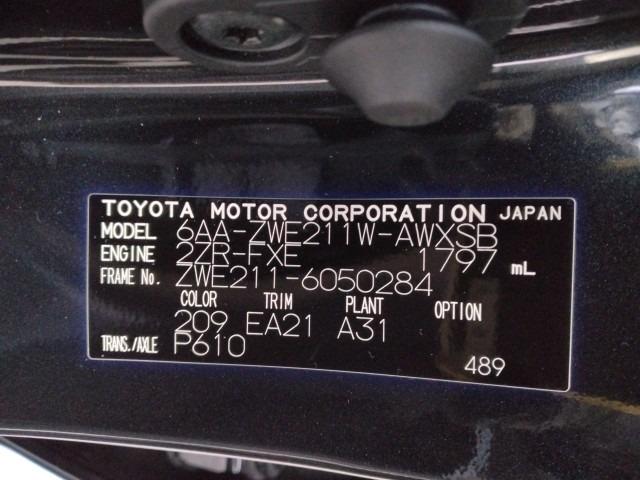 TOYOTA MOTOR CORPORATION JAPAN
MODEL 6AA-ZWE211W-AWXSB
ENGINE 2ZR-FXE 1797 mL
FRAME No. ZWE211-6050284
COLOR TRIM PLANT OPTION
209 EA21 A31
TRANS./AXLE P610
489